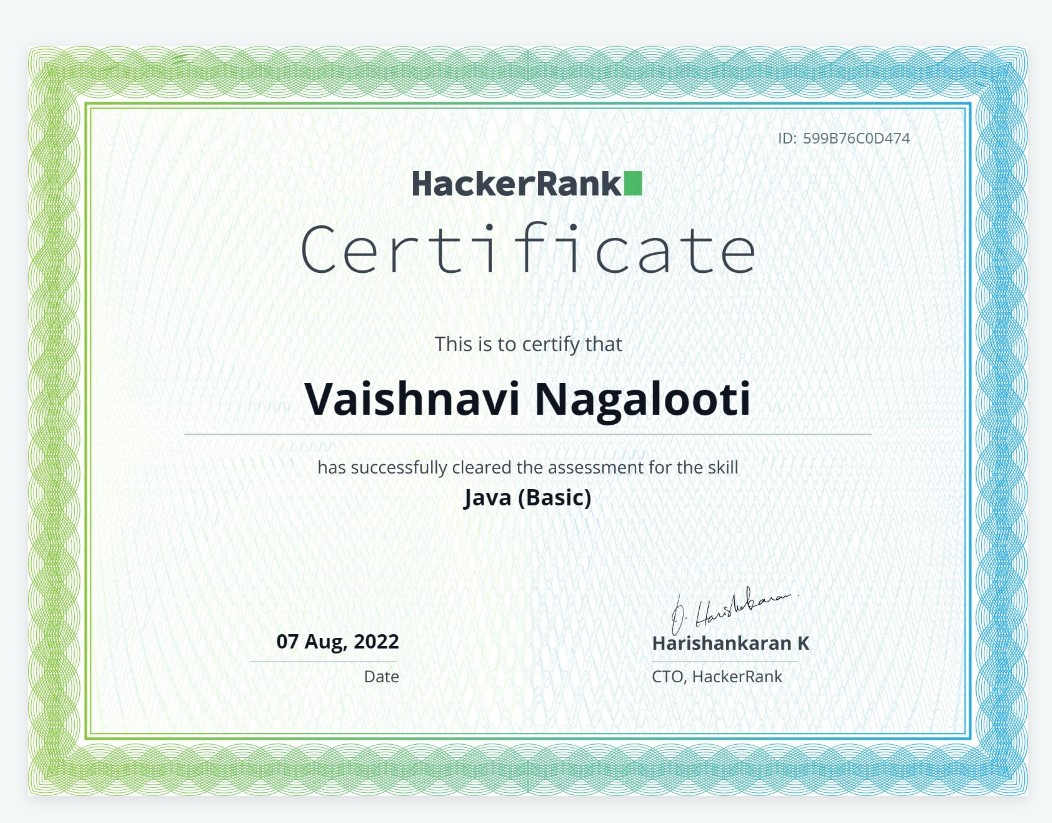 ID: 599B76C0D474
HackerRank
Certificate
This is to certify that
Vaishnavi Nagalooti
has successfully cleared the assessment for the skill
Java (Basic)
07 Aug, 2022
Date
Harishankaran K
CTO, HackerRank